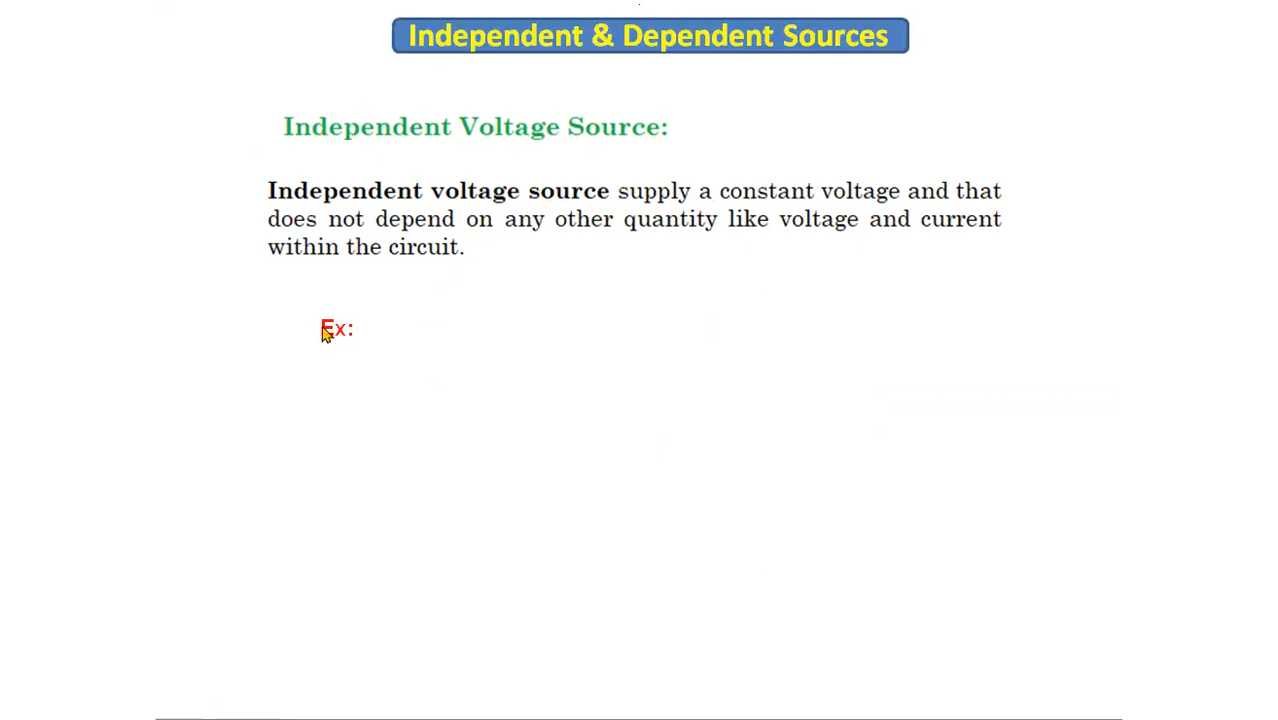 Independent & Dependent Sources
Independent Voltage Source:
Independent voltage source supply a constant voltage and that
does not depend on any other quantity like voltage and current
within the circuit.
Ex: